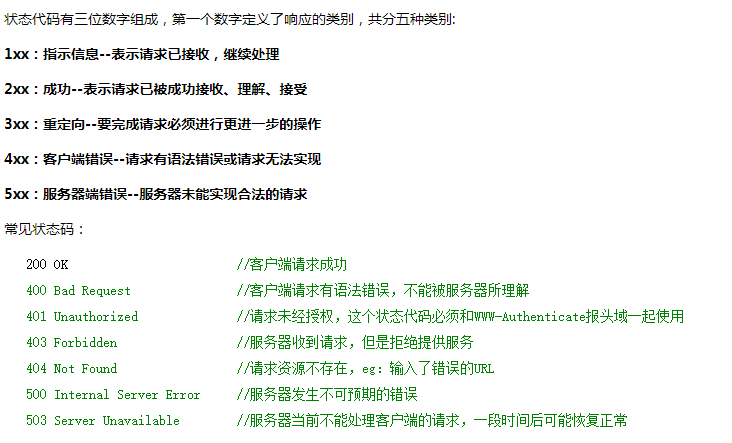 状态代码有三位数字组成，第一个数字定义了响应的类别，共分五种类别:
1xx：指示信息--表示请求已接收，继续处理
2xx：成功--表示请求已被成功接收、理解、接受
3xx：重定向--要完成请求必须进行更进一步的操作
4xx：客户端错误--请求有语法错误或请求无法实现
5xx：服务器端错误--服务器未能实现合法的请求
常见状态码：
200 OK //客户端请求成功
400 Bad Request //客户端请求有语法错误，不能被服务器所理解
401 Unauthorized //请求未经授权，这个状态代码必须和WWW-Authenticate报头域一起使用
403 Forbidden //服务器收到请求，但是拒绝提供服务
404 Not Found //请求资源不存在，eg：输入了错误的URL
500 Internal Server Error //服务器发生不可预期的错误
503 Server Unavailable //服务器当前不能处理客户端的请求，一段时间后可能恢复正常